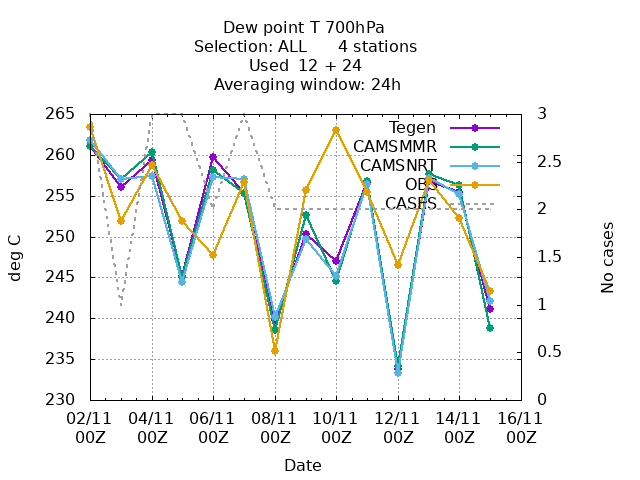 Dew point T 700hPa
Selection: ALL 4 stations
Used 12 + 24
Averaging window: 24h
265
260
255
250
245
240
235
230
deg C
3
2.5
2
1.5
1
0.5
0
No cases
Tegen
CAMSMMR
CAMSNRT
OBS
CASES
02/11 04/11 06/11 08/11 10/11 12/11 14/11 16/11
00Z 00Z 00Z 00Z 00Z 00Z 00Z 00Z
Date